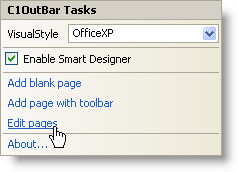 C1OutBar Tasks
VisualStyle OfficeXP
Enable Smart Designer
Add blank page
Add page with toolbar
Edit pages
About...